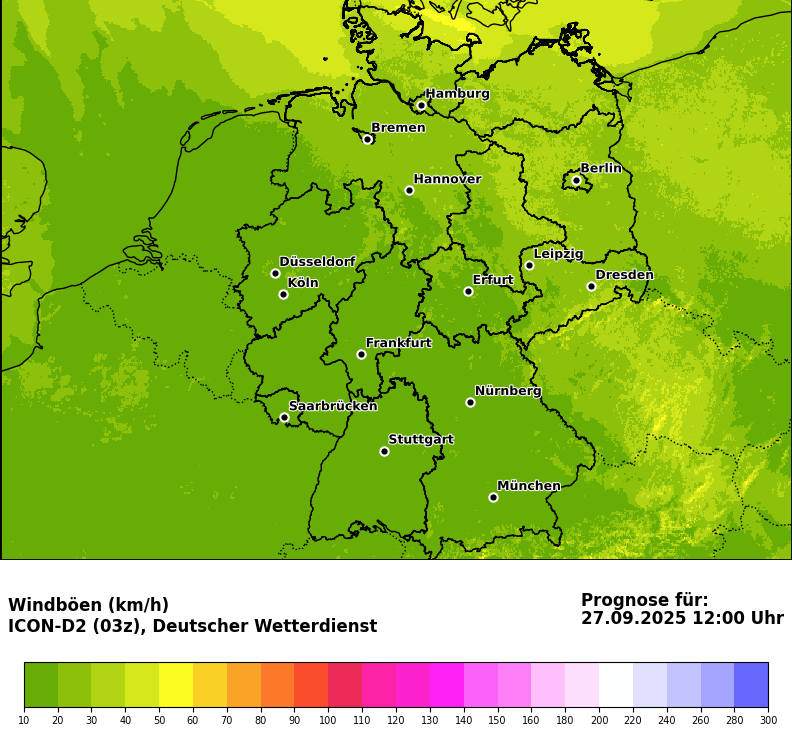 Hamburg
Bremen
Berlin
Hannover
Leipzig
Düsseldorf
Dresden
Köln
Erfurt
Frankfurt
Nürnberg
Saarbrücken
Stuttgart
München
Windböen (km/h)
ICON-D2 (03z), Deutscher Wetterdienst
Prognose für:
27.09.2025 12:00 Uhr
10 20 30 40 50 60 70 80 90 100 110 120 130 140 150 160 180 200 220 240 260 280 300